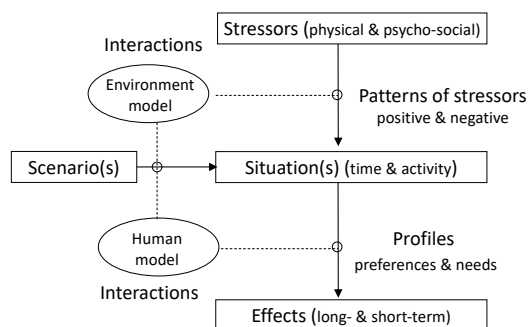 Interactions
Stressors (physical & psycho-social)
Environment
model
Patterns of stressors
positive & negative
Scenario(s)
Situation(s) (time & activity)
Human
model
Profiles
preferences & needs
Interactions
Effects (long- & short-term)